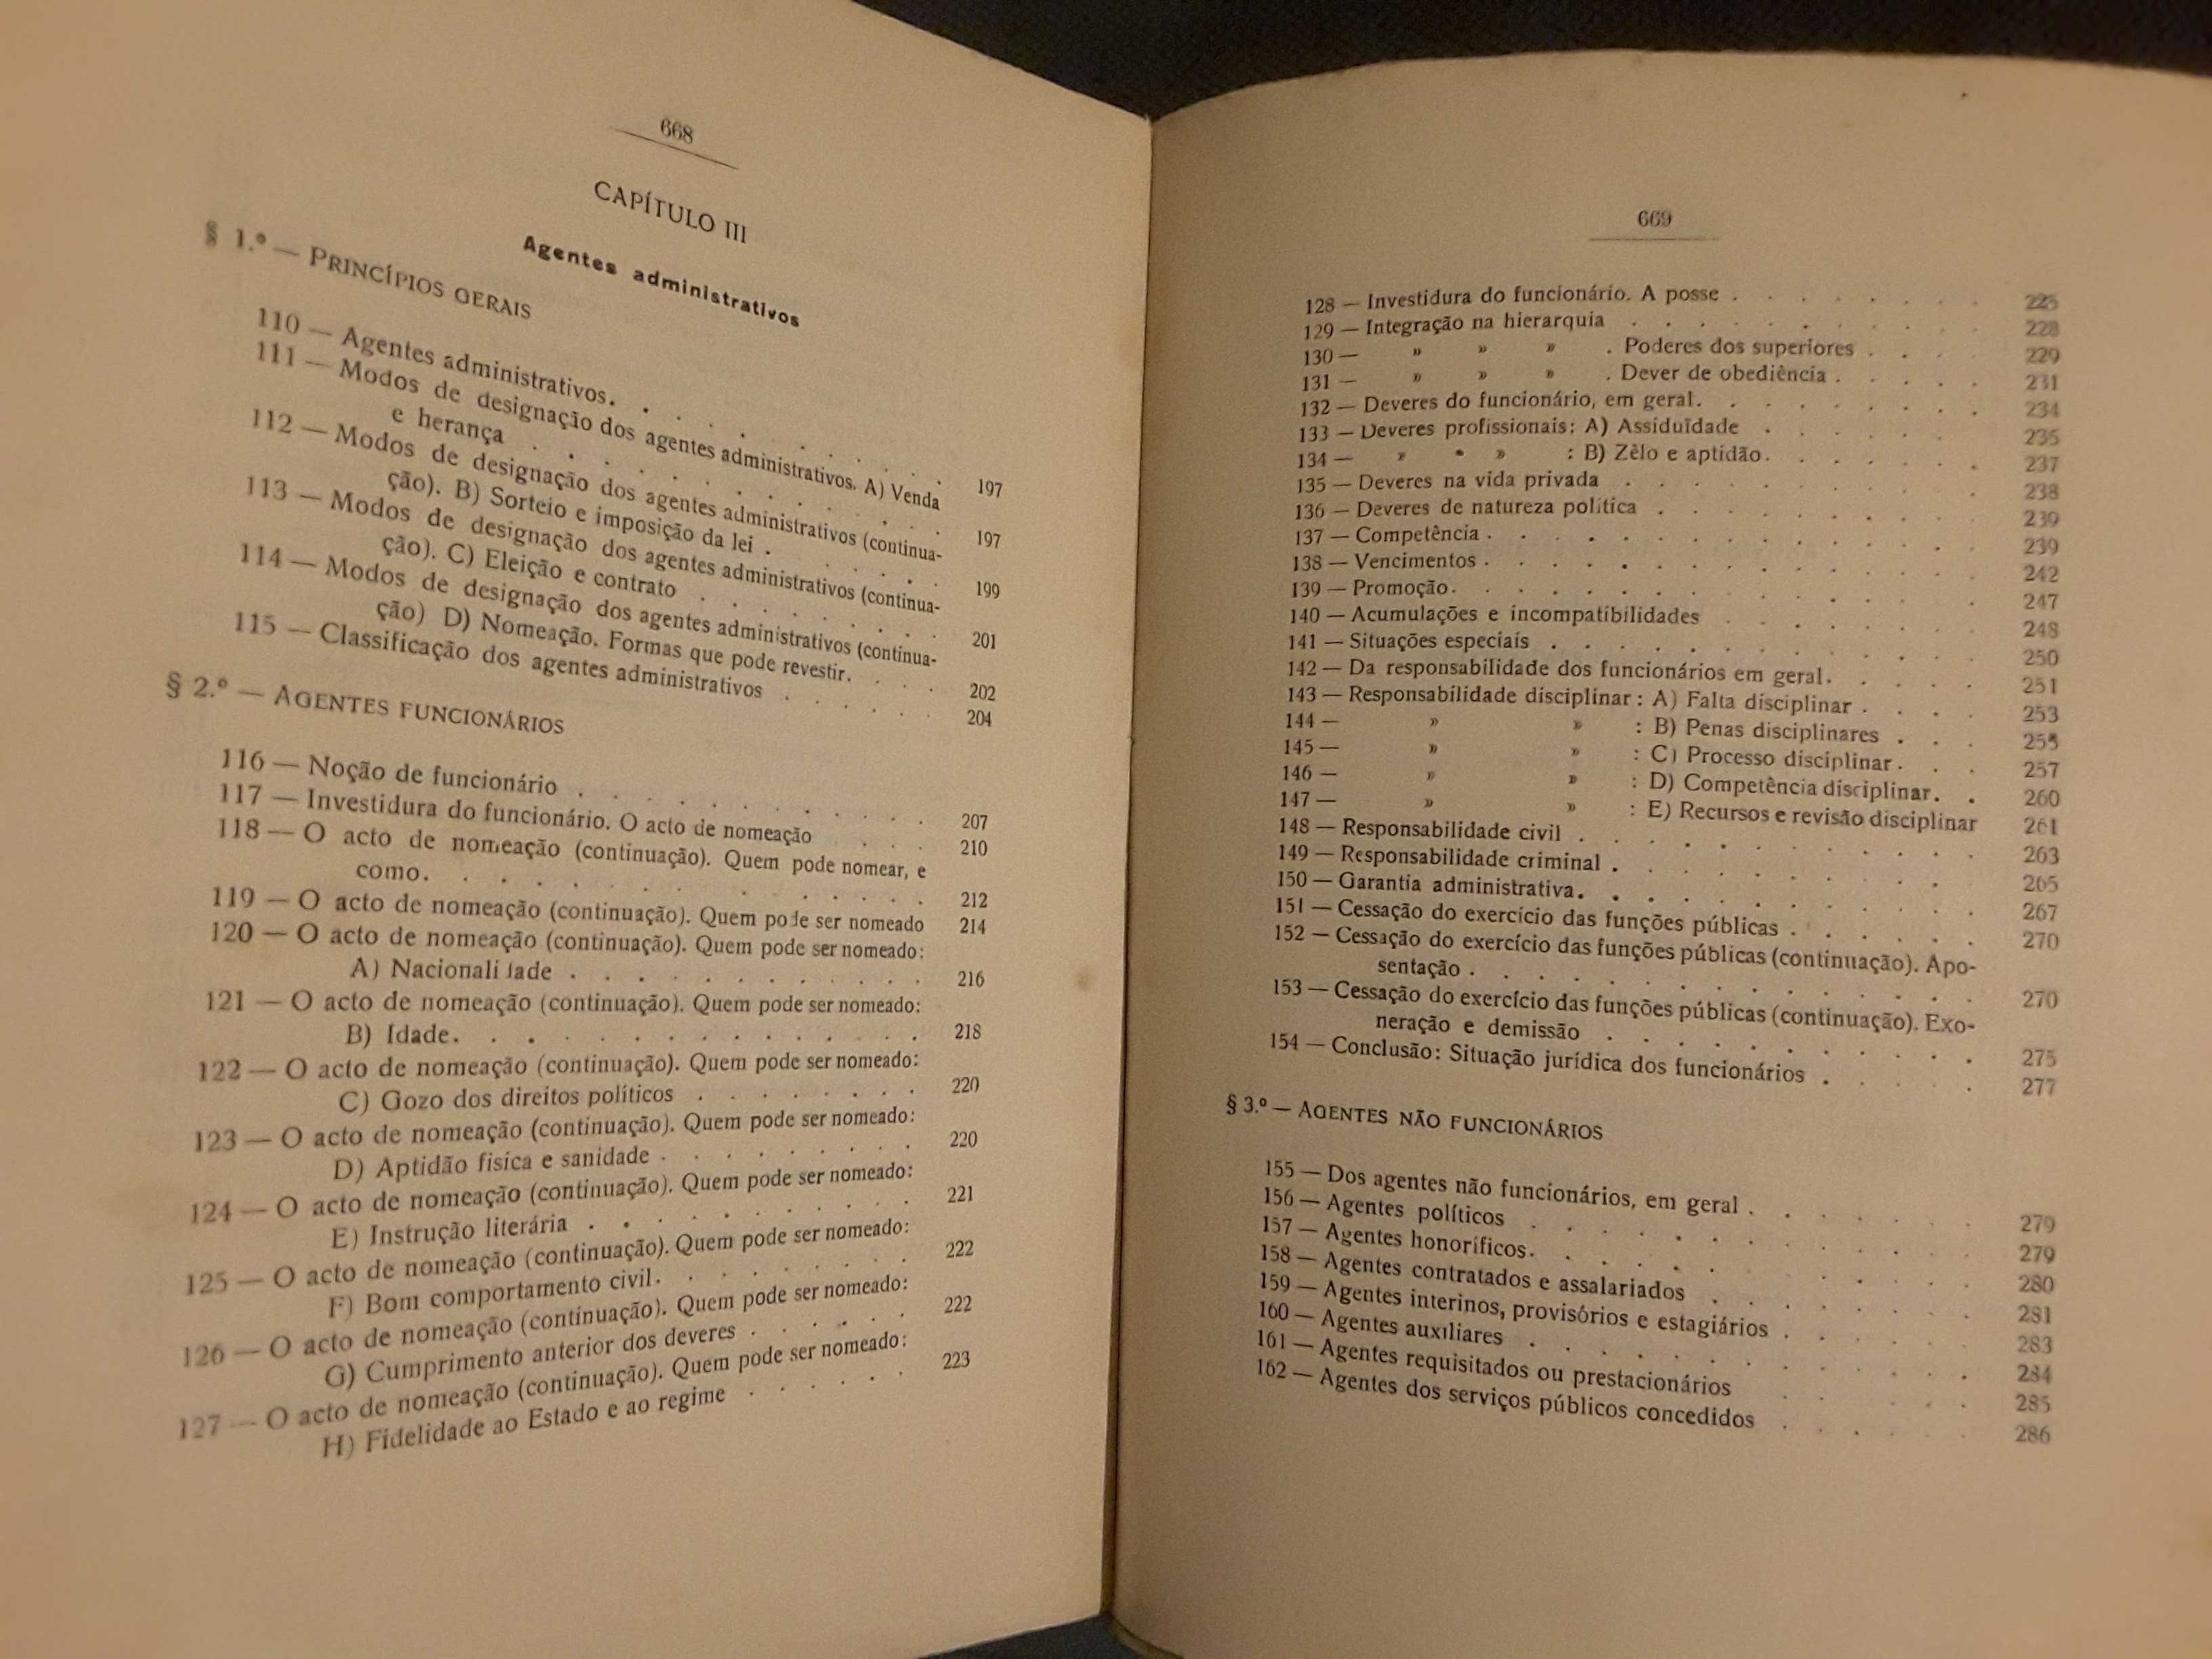 668
CAPÍTULO III
Agentes administrativos
§ 1.º — PRINCÍPIOS GERAIS
110 — Agentes administrativos. . . . . . . . . . 197
111 — Modos de designação dos agentes administrativos. A) Venda
e herança . . . . . . . . . . . 197
112 — Modos de designação dos agentes administrativos (continua-
ção). B) Sorteio e imposição da lei . . . . . . 199
113 — Modos de designação dos agentes administrativos (continua-
ção). C) Eleição e contrato . . . . . . . . 201
114 — Modos de designação dos agentes administrativos (continua-
ção) D) Nomeação. Formas que pode revestir. . . . 202
115 — Classificação dos agentes administrativos . . . . . . 204
§ 2.º — AGENTES FUNCIONÁRIOS
116 — Noção de funcionário . . . . . . . . . . 207
117 — Investidura do funcionário. O acto de nomeação . . . 210
118 — O acto de nomeação (continuação). Quem pode nomear, e
como. . . . . . . . . . . . . 212
119 — O acto de nomeação (continuação). Quem pode ser nomeado 214
120 — O acto de nomeação (continuação). Quem pode ser nomeado:
A) Nacionalidade . . . . . . . . . . 216
121 — O acto de nomeação (continuação). Quem pode ser nomeado:
B) Idade. . . . . . . . . . . . 218
122 — O acto de nomeação (continuação). Quem pode ser nomeado:
C) Gozo dos direitos políticos . . . . . . . . 220
123 — O acto de nomeação (continuação). Quem pode ser nomeado:
D) Aptidão fisica e sanidade . . . . . . . . 220
124 — O acto de nomeação (continuação). Quem pode ser nomeado:
E) Instrução literária . . . . . . . . . . 221
125 — O acto de nomeação (continuação). Quem pode ser nomeado:
F) Bom comportamento civil. . . . . . . . 222
126 — O acto de nomeação (continuação). Quem pode ser nomeado:
G) Cumprimento anterior dos deveres . . . . . . 222
127 — O acto de nomeação (continuação). Quem pode ser nomeado:
H) Fidelidade ao Estado e ao regime . . . . . . 223
669
128 — Investidura do funcionário. A posse . . . . . . . 225
129 — Integração na hierarquia . . . . . . . . . 228
130 — » » » . Poderes dos superiores . . . 229
131 — » » » . Dever de obediência . . . . 231
132 — Deveres do funcionário, em geral. . . . . . . . 234
133 — Deveres profissionais: A) Assiduïdade . . . . . . 235
134 — » » » : B) Zêlo e aptidão. . . . . . 237
135 — Deveres na vida privada . . . . . . . . . 238
136 — Deveres de natureza política . . . . . . . . 239
137 — Competência . . . . . . . . . . . . 239
138 — Vencimentos . . . . . . . . . . . . 242
139 — Promoção. . . . . . . . . . . . . 247
140 — Acumulações e incompatibilidades . . . . . . . 248
141 — Situações especiais . . . . . . . . . . 250
142 — Da responsabilidade dos funcionários em geral. . . . . 251
143 — Responsabilidade disciplinar : A) Falta disciplinar . . . . 253
144 — » » : B) Penas disciplinares . . . 255
145 — » » : C) Processo disciplinar. . . 257
146 — » » : D) Competência disciplinar. . 260
147 — » » : E) Recursos e revisão disciplinar 261
148 — Responsabilidade civil . . . . . . . . . . 263
149 — Responsabilidade criminal . . . . . . . . . 265
150 — Garantia administrativa. . . . . . . . . . 267
151 — Cessação do exercício das funções públicas . . . . . . 270
152 — Cessação do exercício das funções públicas (continuação). Apo-
sentação . . . . . . . . . . . . 270
153 — Cessação do exercício das funções públicas (continuação). Exo-
neração e demissão . . . . . . . . . 275
154 — Conclusão: Situação jurídica dos funcionários . . . . . 277
§ 3.º — AGENTES NÃO FUNCIONÁRIOS
155 — Dos agentes não funcionários, em geral . . . . . . . 279
156 — Agentes políticos . . . . . . . . . . . 279
157 — Agentes honoríficos. . . . . . . . . . . 280
158 — Agentes contratados e assalariados . . . . . . . 281
159 — Agentes interinos, provisórios e estagiários . . . . . 283
160 — Agentes auxiliares . . . . . . . . . . . 284
161 — Agentes requisitados ou prestacionários . . . . . . 285
162 — Agentes dos serviços públicos concedidos . . . . . . 286